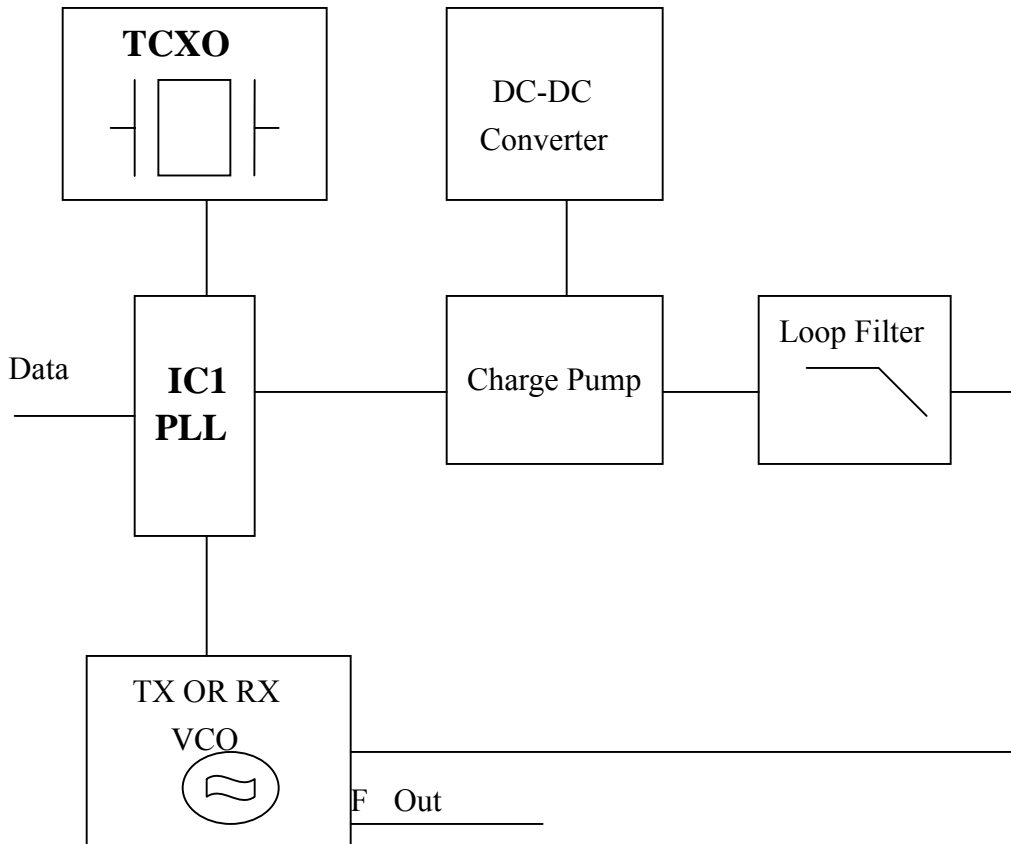 TCXO
DC-DC
Converter
Data
IC1
PLL
Charge Pump
Loop Filter
TX OR RX
VCO
F Out